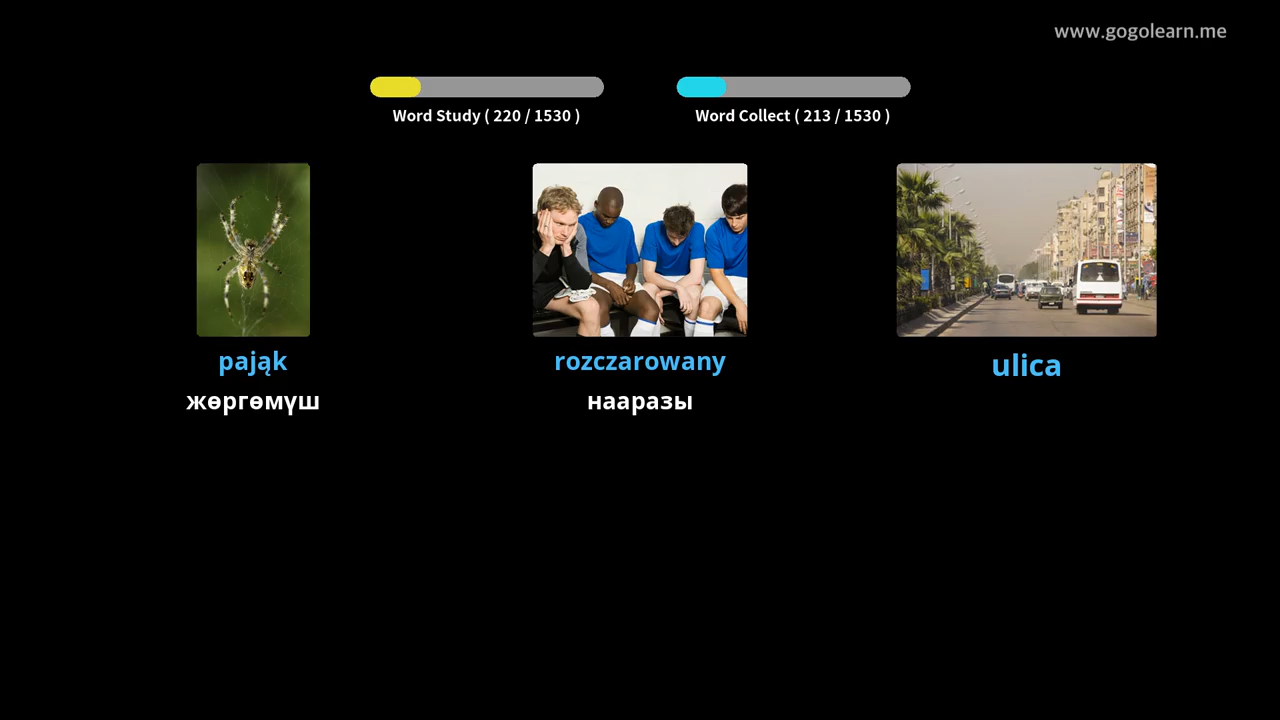 www.gogolearn.me
Word Study ( 220 / 1530 )
Word Collect ( 213 / 1530 )
pająk
жөргөмүш
rozczarowany
нааразы
ulica